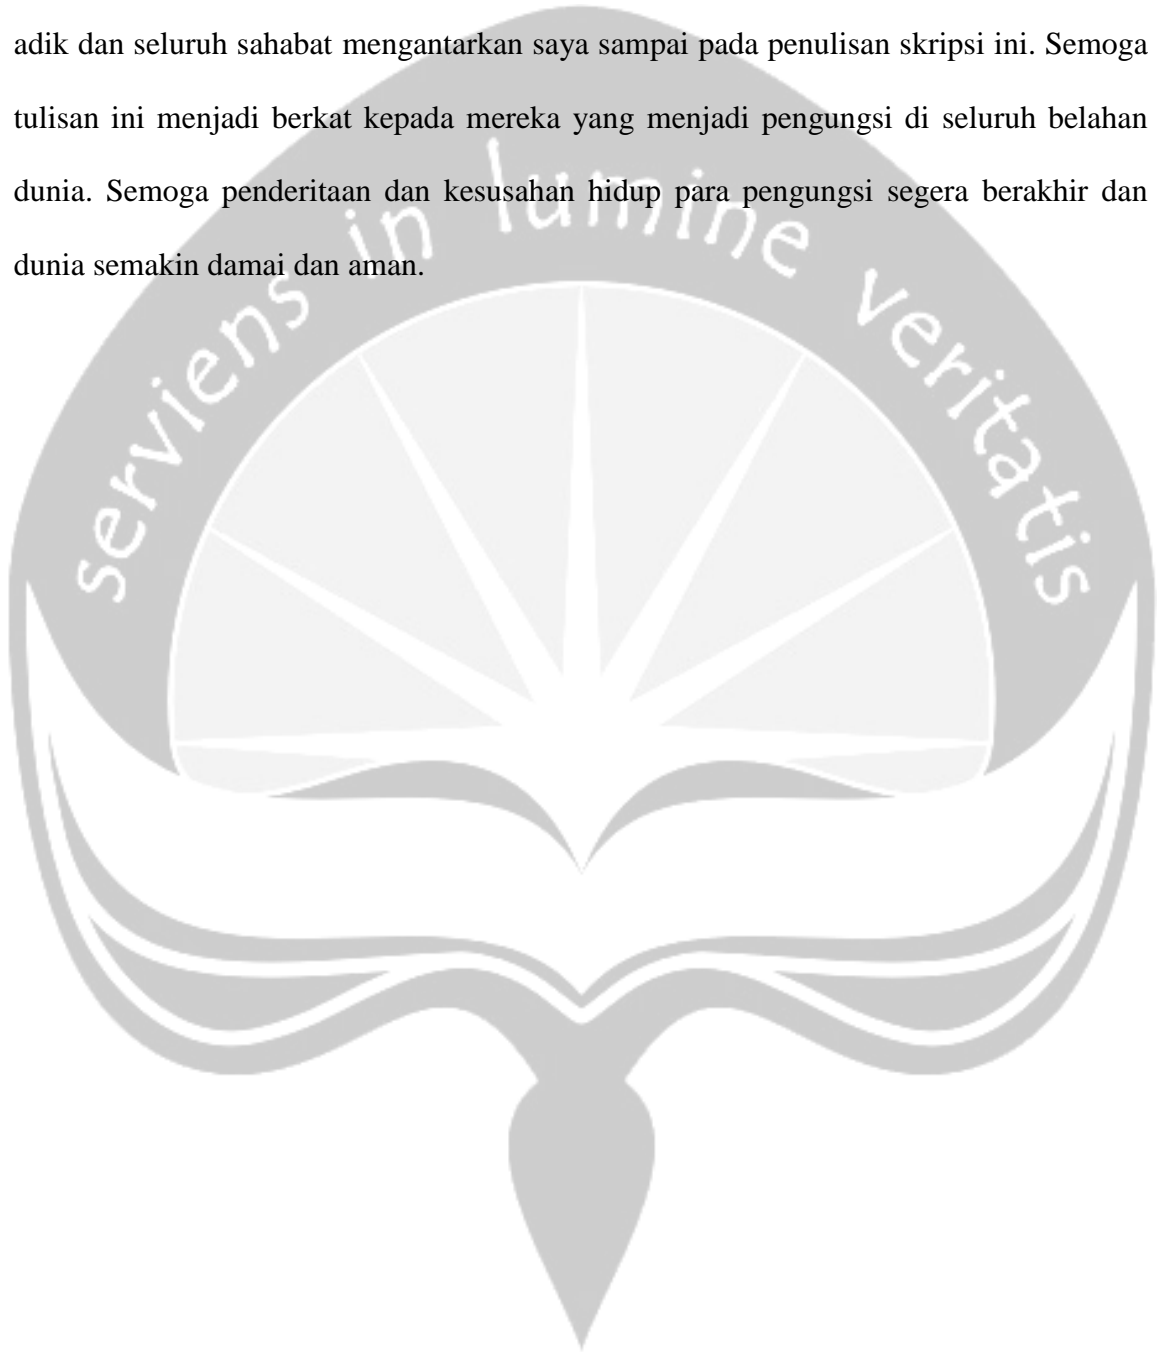 adik dan seluruh sahabat mengantarkan saya sampai pada penulisan skripsi ini. Semoga
tulisan ini menjadi berkat kepada mereka yang menjadi pengungsi di seluruh belahan
dunia. Semoga penderitaan dan kesusahan hidup para pengungsi segera berakhir dan
dunia semakin damai dan aman.
serviens in lumine veritatis